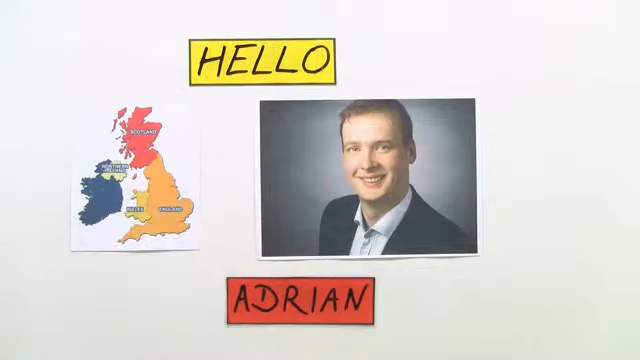 HELLO
SCOTLAND
NORTHERN
IRELAND
WALES
ENGLAND
ADRIAN